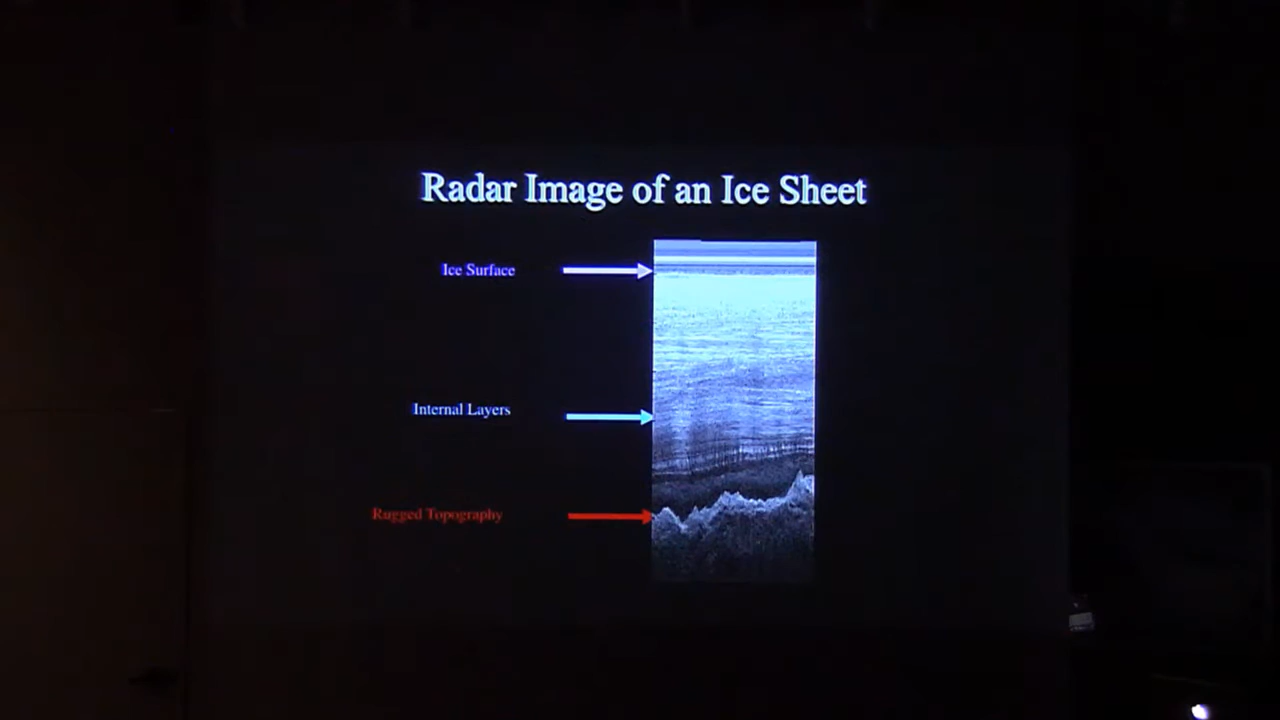 Radar Image of an Ice Sheet
Ice Surface
Internal Layers
Rugged Topography